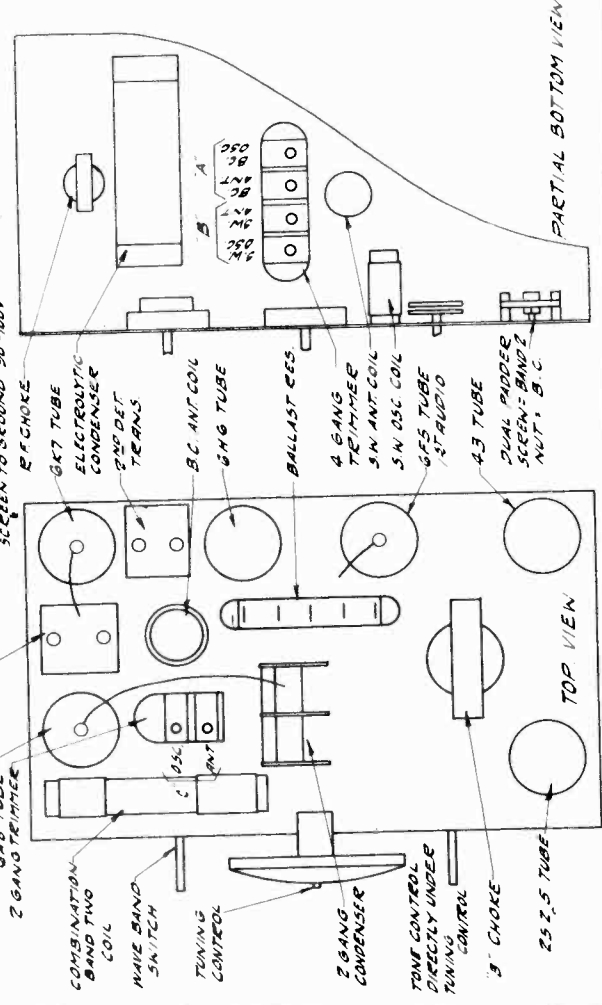 SCREEN TO GROUND 90-100V
R.F. CHOKE
6K7 TUBE
ELECTROLYTIC
CONDENSER
2ND DET.
TRANS.
B.C. ANT COIL
6H6 TUBE
BALLAST RES.
4 GANG
TRIMMER
S.W. ANT. COIL
S.W OSC. COIL
6F5 TUBE
1ST AUDIO
43 TUBE
DUAL PADDER
SCREW = BAND 2
NUT = B.C.
"B" "A"
S.W. OSC
S.W. ANT
B.C. ANT
B.C. OSC
PARTIAL BOTTOM VIEW
2 GANG TRIMMER
COMBINATION
BAND TWO
COIL
WAVE BAND
SWITCH
TUNING
CONTROL
2 GANG
CONDENSER
TONE CONTROL
DIRECTLY UNDER
TUNING
CONTROL
"B" CHOKE
25Z5 TUBE
"C"
OSC
ANT
TOP VIEW